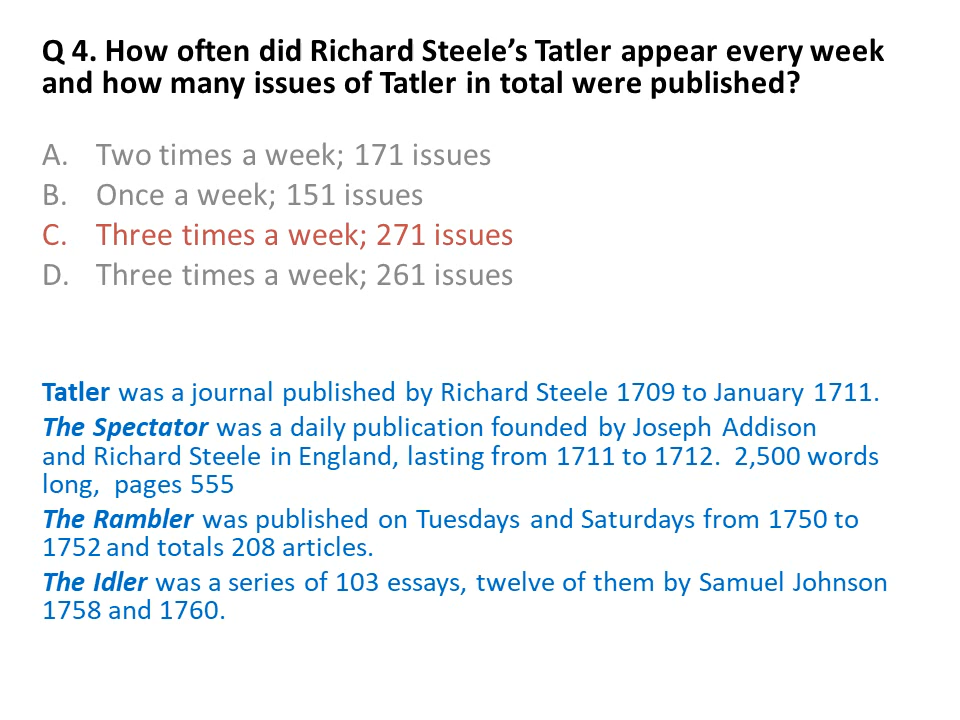 Q 4. How often did Richard Steele’s Tatler appear every week
and how many issues of Tatler in total were published?
A. Two times a week; 171 issues
B. Once a week; 151 issues
C. Three times a week; 271 issues
D. Three times a week; 261 issues
Tatler was a journal published by Richard Steele 1709 to January 1711.
The Spectator was a daily publication founded by Joseph Addison
and Richard Steele in England, lasting from 1711 to 1712. 2,500 words
long, pages 555
The Rambler was published on Tuesdays and Saturdays from 1750 to
1752 and totals 208 articles.
The Idler was a series of 103 essays, twelve of them by Samuel Johnson
1758 and 1760.